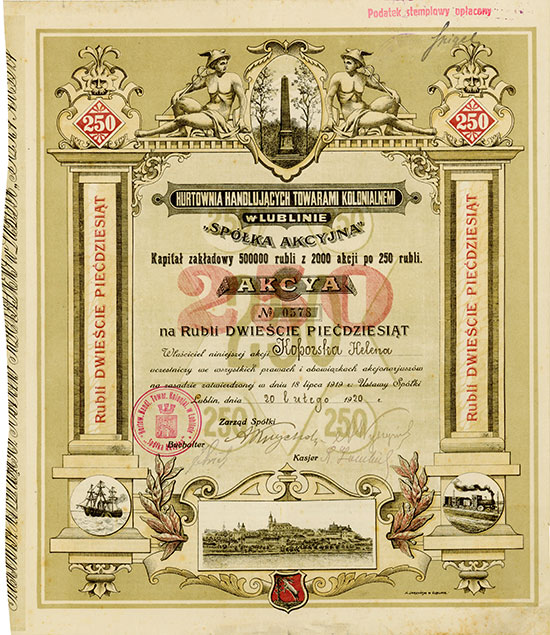 Podatek stemplowy opłacony
250
250
HURTOWNIA HANDLUJĄCYCH TOWARAMI KOLONIALNEMI
W LUBLINIE
„SPÓŁKA AKCYJNA”
Kapitał zakładowy 500000 rubli z 2000 akcji po 250 rubli.
250
AKCYA
№ 0573
na Rubli DWIEŚCIE PIEĆDZIESIĄT
Właściciel niniejszej akcji Koporska Helena
ucrestniczy we wszystkich prawach i obowiązkach akcjonarjuszów
na zasadzie zatwierdzonej w dniu 18 lipca 1919 r. Ustawy Spółki
Lublin, dnia 20 lutego 1920 r.
Zarząd Spółki
Buchalter
Kasjer
250
250
Rubli DWIEŚCIE PIEĆDZIESIĄT
Rubli DWIEŚCIE PIEĆDZIESIĄT